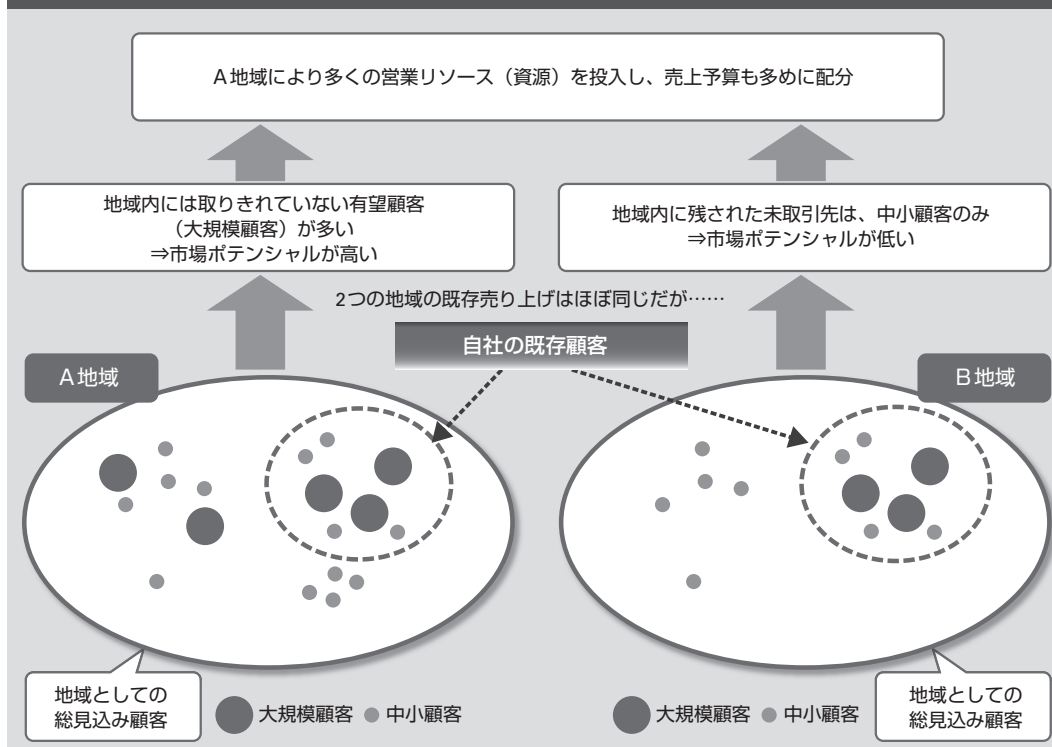 A地域により多くの営業リソース（資源）を投入し、売上予算も多めに配分
地域内には取りきれていない有望顧客
（大規模顧客）が多い
⇒市場ポテンシャルが高い
地域内に残された未取引先は、中小顧客のみ
⇒市場ポテンシャルが低い
2つの地域の既存売り上げはほぼ同じだが……
自社の既存顧客
A地域
B地域
地域としての
総見込み顧客
大規模顧客
中小顧客
大規模顧客
中小顧客
地域としての
総見込み顧客